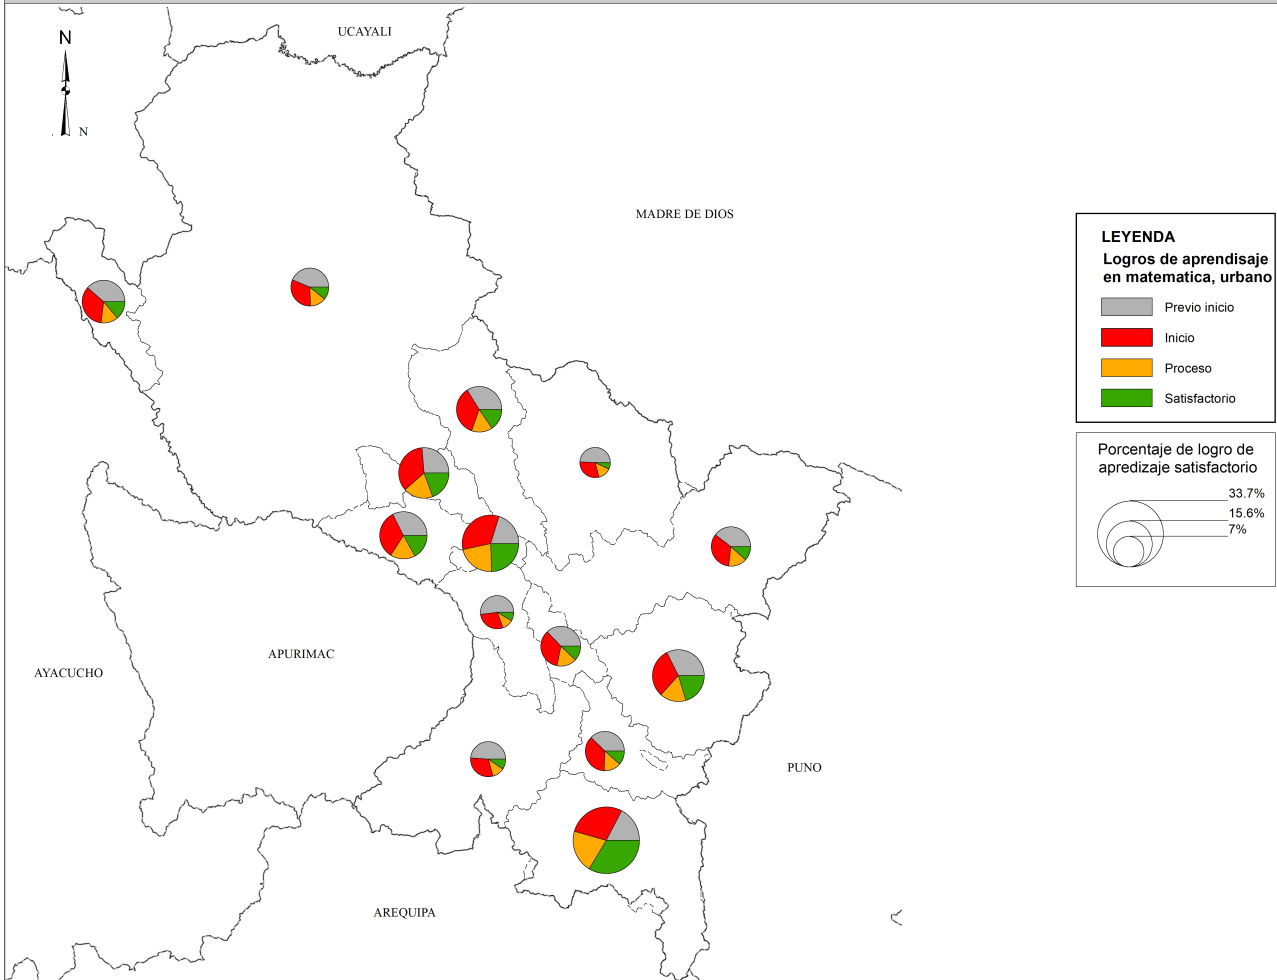 UCAYALI
N
N
MADRE DE DIOS
LEYENDA
Logros de aprendisaje
en matematica, urbano
Previo inicio
Inicio
Proceso
Satisfactorio
Porcentaje de logro de
apredizaje satisfactorio
33.7%
15.6%
7%
APURIMAC
AYACUCHO
PUNO
AREQUIPA